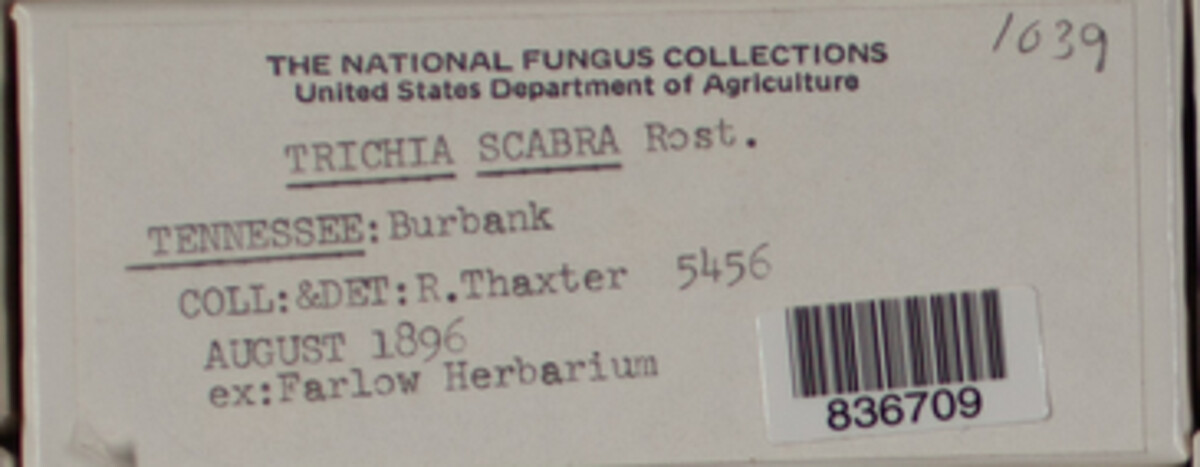 1039
THE NATIONAL FUNGUS COLLECTIONS
United States Department of Agriculture
TRICHIA SCABRA Rost.
TENNESSEE: Burbank
COLL:&DET:R.Thaxter 5456
AUGUST 1896
ex:Farlow Herbarium
836709